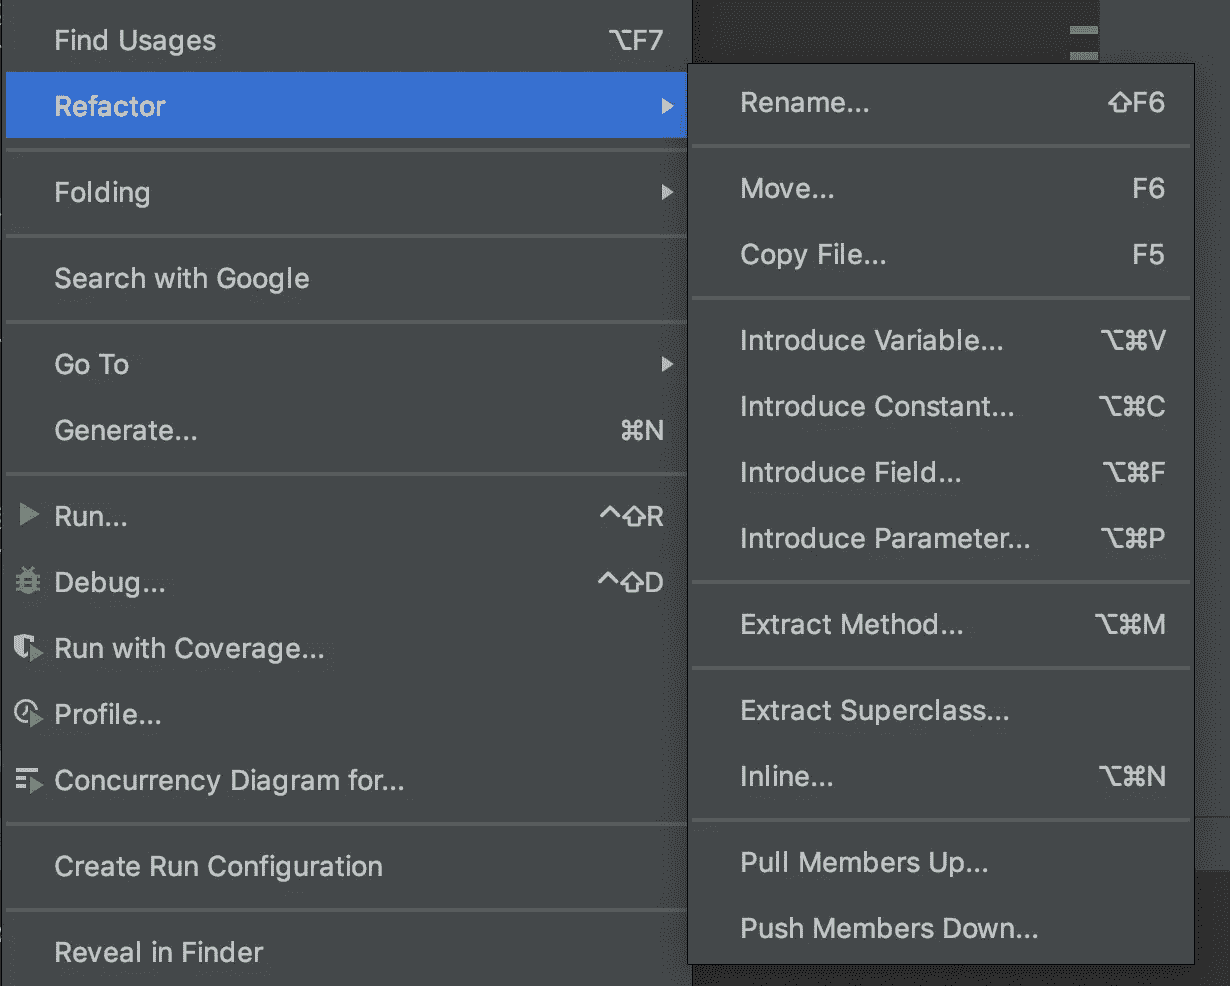 Find Usages ⌥F7
Refactor
Folding
Search with Google
Go To
Generate... ⌘N
Run... ^⇧R
Debug... ^⇧D
Run with Coverage...
Profile...
Concurrency Diagram for...
Create Run Configuration
Reveal in Finder
Rename... ⇧F6
Move... F6
Copy File... F5
Introduce Variable... ⌥⌘V
Introduce Constant... ⌥⌘C
Introduce Field... ⌥⌘F
Introduce Parameter... ⌥⌘P
Extract Method... ⌥⌘M
Extract Superclass...
Inline... ⌥⌘N
Pull Members Up...
Push Members Down...